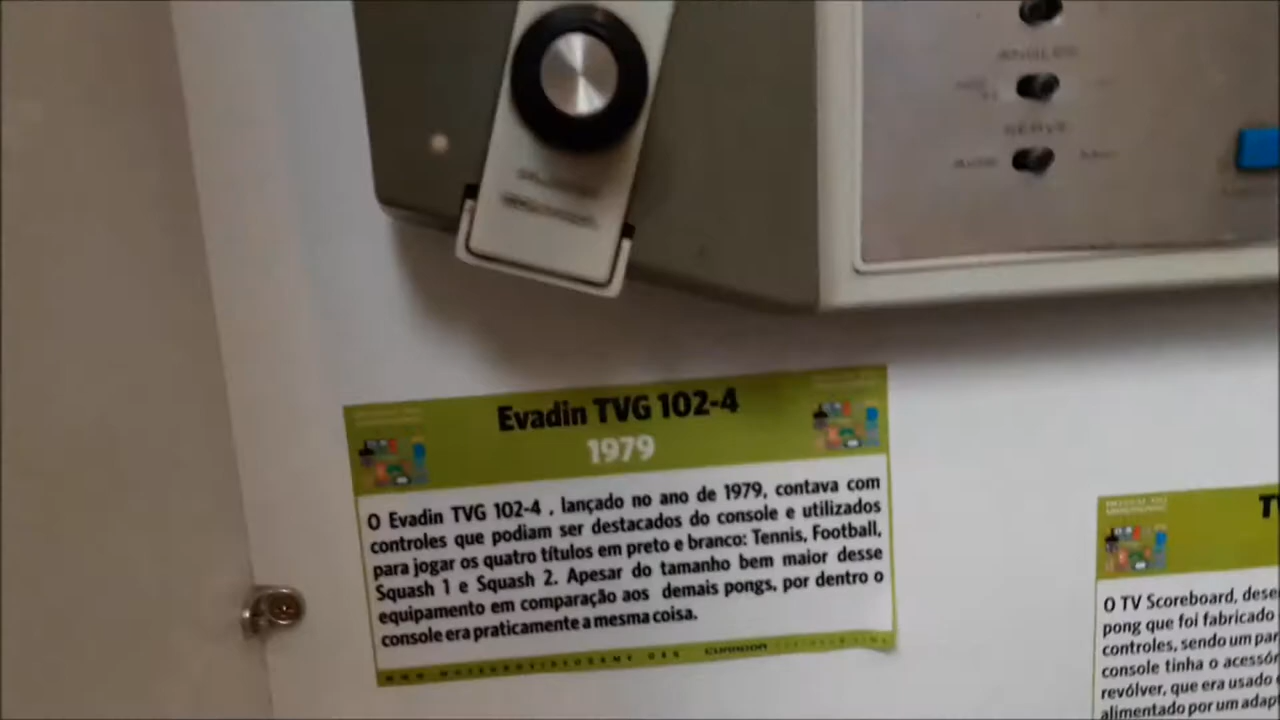 ANGLES
SERVE
Evadin TVG 102-4
1979
O Evadin TVG 102-4 , lançado no ano de 1979, contava com
controles que podiam ser destacados do console e utilizados
para jogar os quatro títulos em preto e branco: Tennis, Football,
Squash 1 e Squash 2. Apesar do tamanho bem maior desse
equipamento em comparação aos demais pongs, por dentro o
console era praticamente a mesma coisa.
O TV Scoreboard, dese
pong que foi fabricado
controles, sendo um par
console tinha o acessór
revólver, que era usado
alimentado por um adap